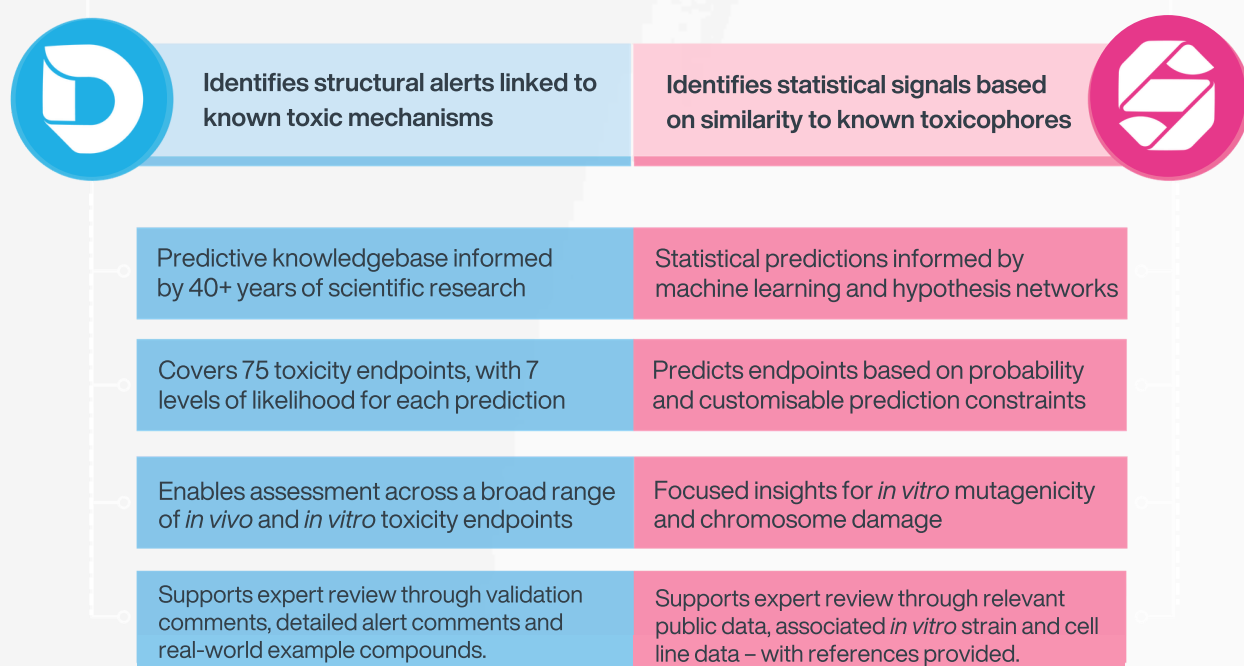 Identifies structural alerts linked to
known toxic mechanisms
Identifies statistical signals based
on similarity to known toxicophores
Predictive knowledgebase informed
by 40+ years of scientific research
Statistical predictions informed by
machine learning and hypothesis networks
Covers 75 toxicity endpoints, with 7
levels of likelihood for each prediction
Predicts endpoints based on probability
and customisable prediction constraints
Enables assessment across a broad range
of in vivo and in vitro toxicity endpoints
Focused insights for in vitro mutagenicity
and chromosome damage
Supports expert review through validation
comments, detailed alert comments and
real-world example compounds.
Supports expert review through relevant
public data, associated in vitro strain and cell
line data – with references provided.